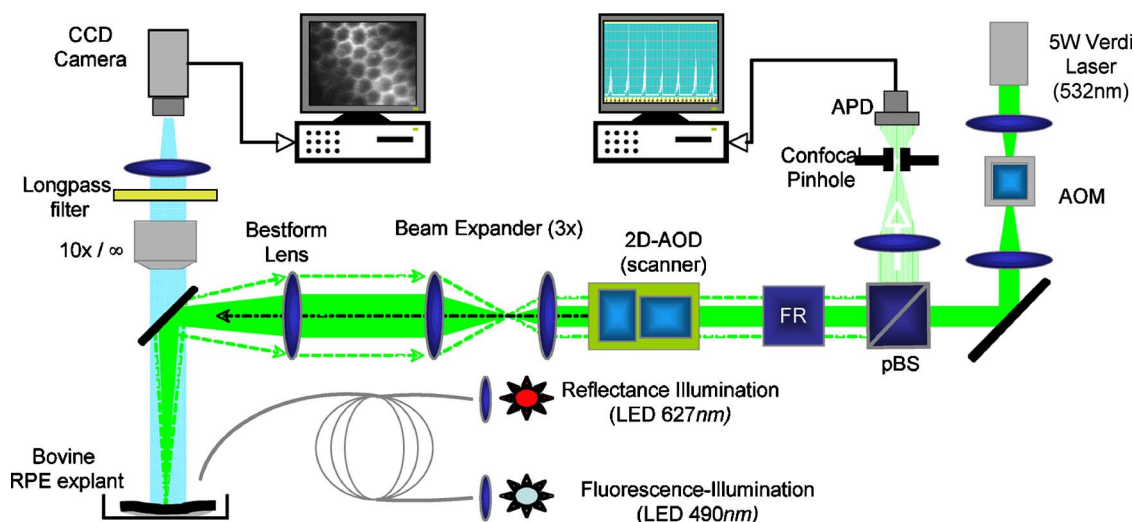 CCD
Camera
5W Verdi
Laser
(532nm)
APD
Confocal
Pinhole
AOM
Longpass
filter
10x / ∞
Bestform
Lens
Beam Expander (3x)
2D-AOD
(scanner)
FR
pBS
Reflectance Illumination
(LED 627nm)
Bovine
RPE explant
Fluorescence-Illumination
(LED 490nm)